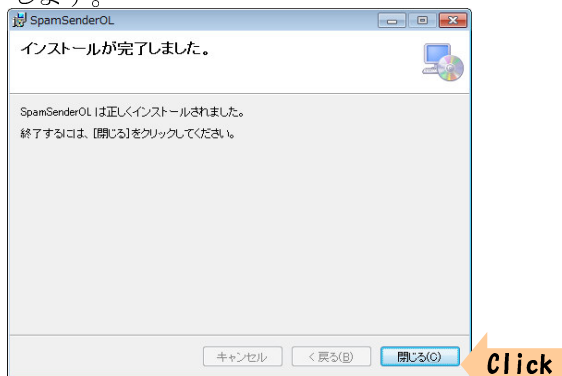 します。
SpamSenderOL
インストールが完了しました。
SpamSenderOL は正しくインストールされました。
終了するには、[閉じる]をクリックしてください。
キャンセル
< 戻る(B)
閉じる(C)
Click